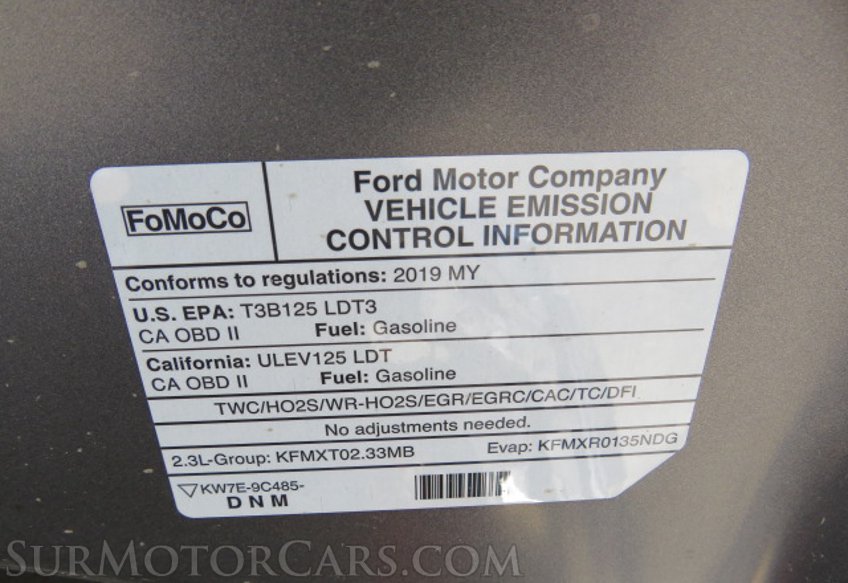 FoMoCo
Ford Motor Company
VEHICLE EMISSION
CONTROL INFORMATION
Conforms to regulations: 2019 MY
U.S. EPA: T3B125 LDT3
CA OBD II Fuel: Gasoline
California: ULEV125 LDT
CA OBD II Fuel: Gasoline
TWC/HO2S/WR-HO2S/EGR/EGRC/CAC/TC/DFI
No adjustments needed.
2.3L-Group: KFMXT02.33MB Evap: KFMXR0135NDG
KW7E-9C485-
DNM
SURMOTORCARS.COM